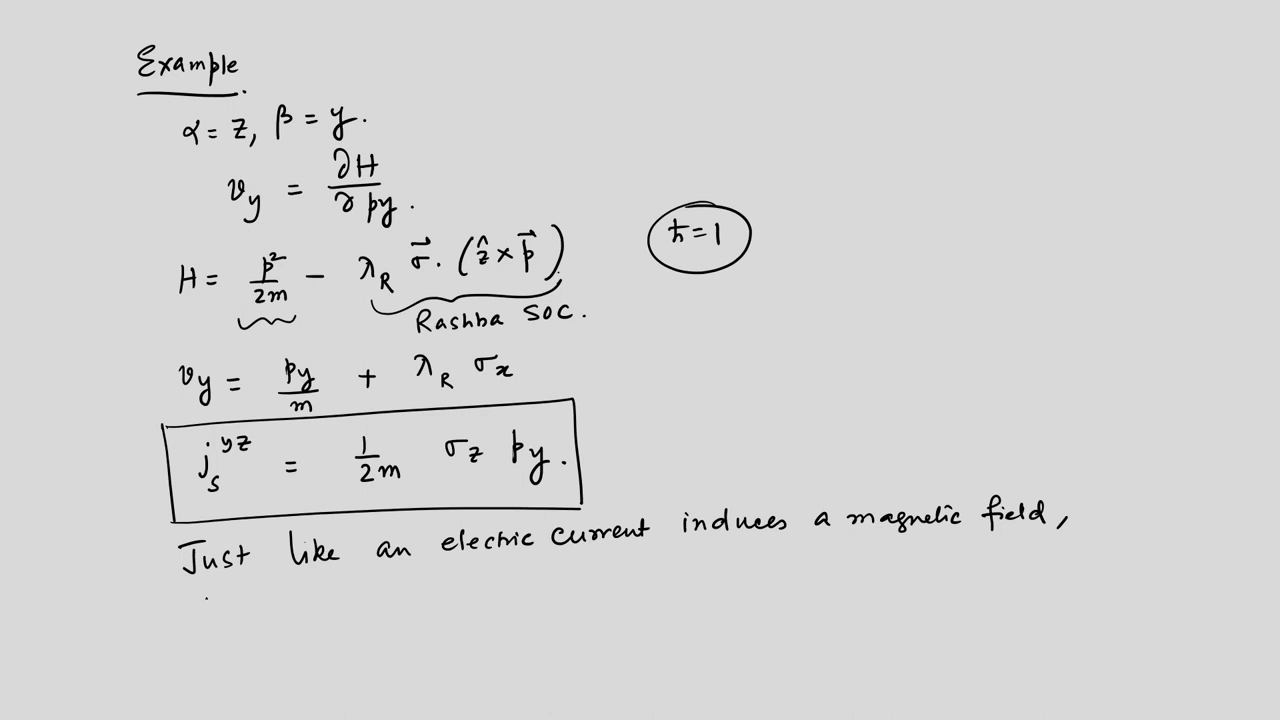 Example.
α = z, β = y.
v_y = ∂H/∂p_y.
H = p²/2m - λ_R σ⃗ · (ẑ × p⃗)
ħ = 1
Rashba SOC.
v_y = p_y/m + λ_R σ_x
j_s^{yz} = 1/2m σ_z p_y.
Just like an electric current induces a magnetic field,